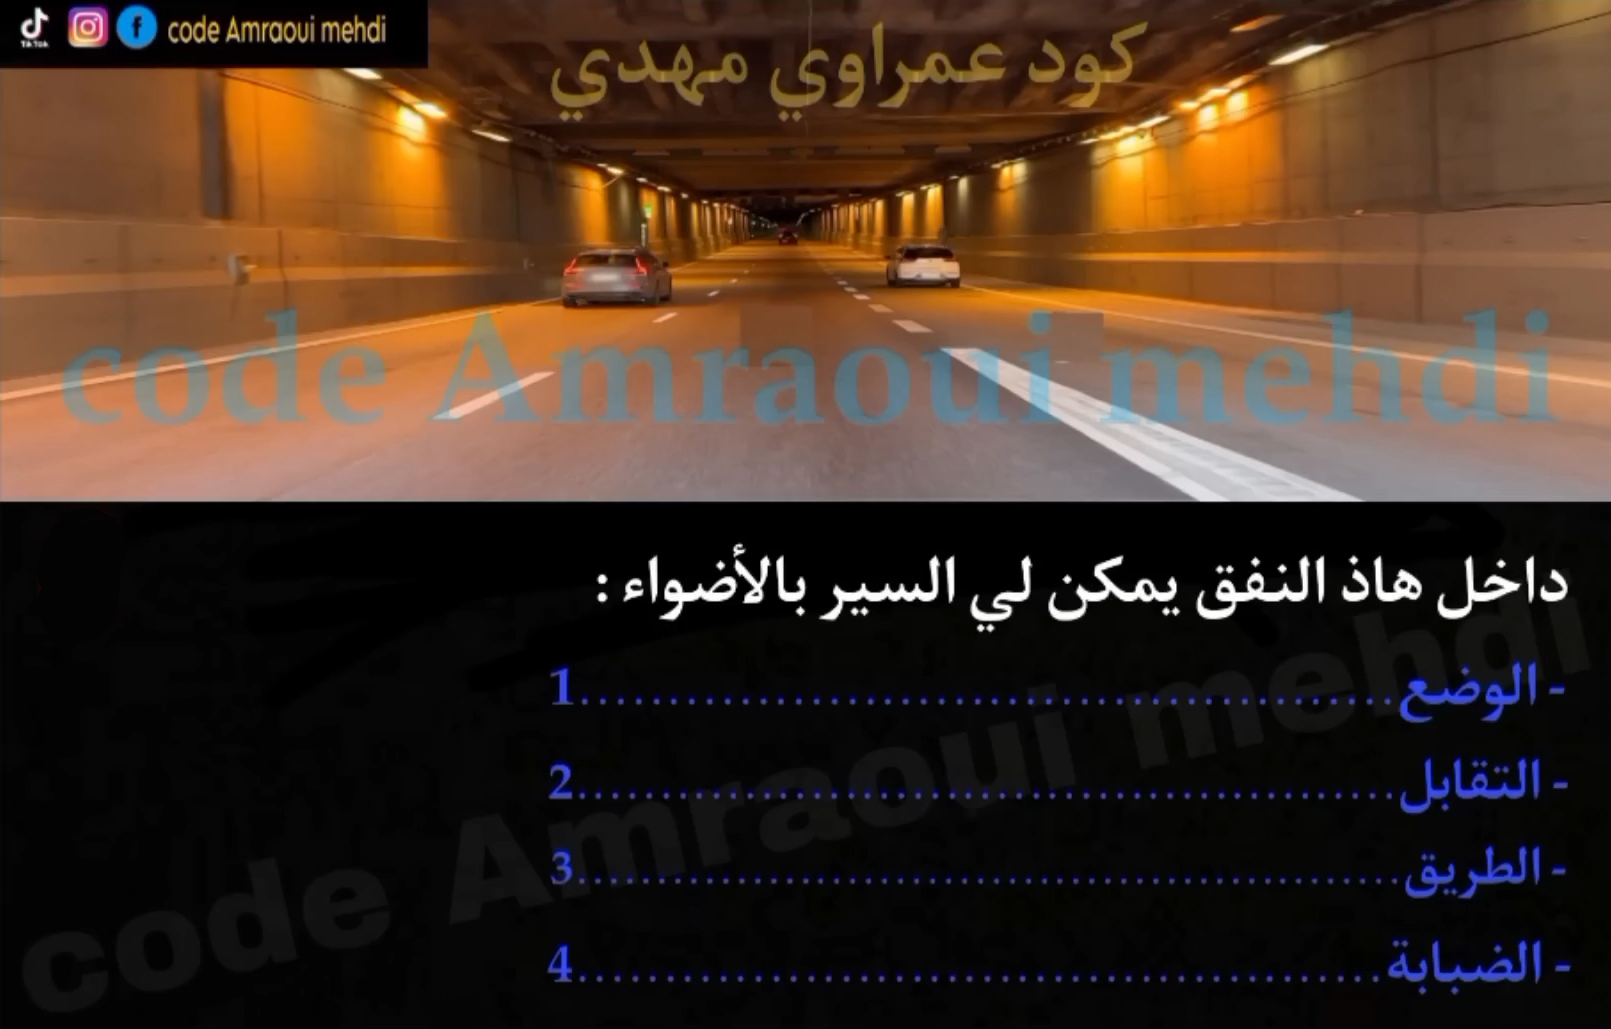 TikTok
code Amraoui mehdi
كود عمراوي مهدي
code Amraoui mehdi
داخل هاذ النفق يمكن لي السير بالأضواء :
- الوضع......................................................1
- التقابل......................................................2
- الطريق......................................................3
- الضبابة......................................................4
code Amraoui mehdi